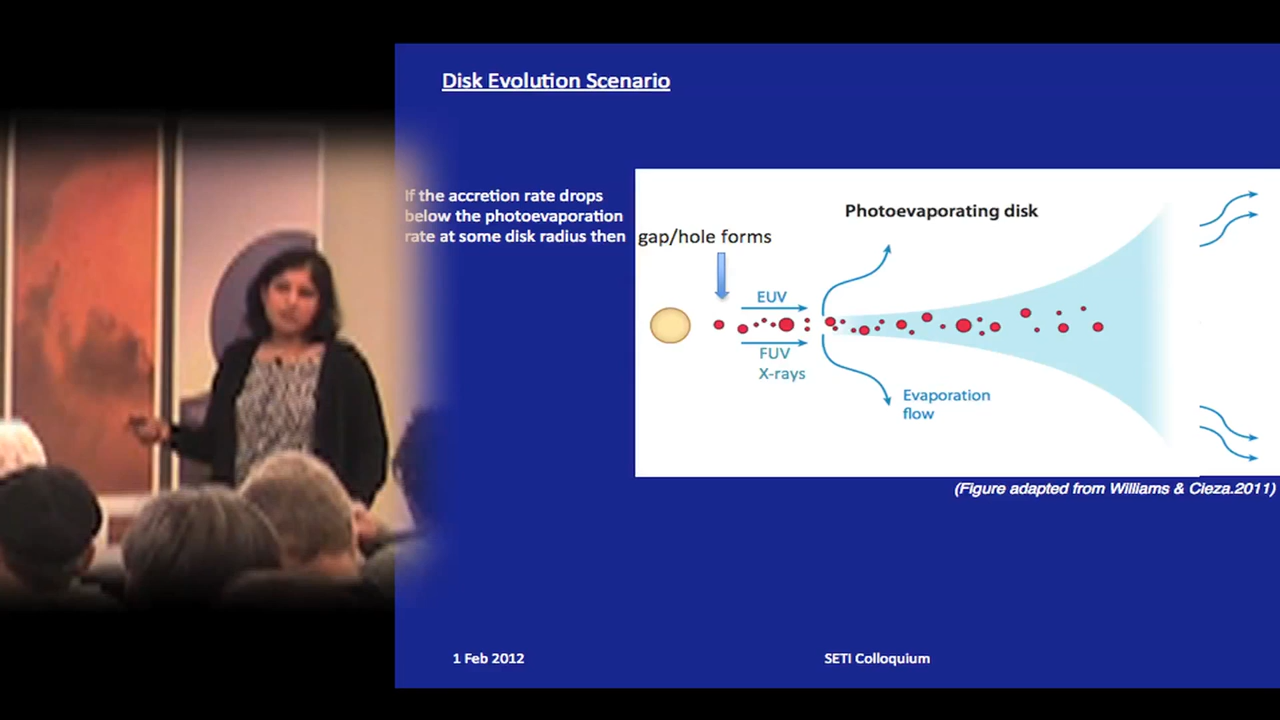 Disk Evolution Scenario
If the accretion rate drops
below the photoevaporation
rate at some disk radius then
gap/hole forms
Photoevaporating disk
EUV
FUV
X-rays
Evaporation
flow
(Figure adapted from Williams & Cieza.2011)
1 Feb 2012
SETI Colloquium